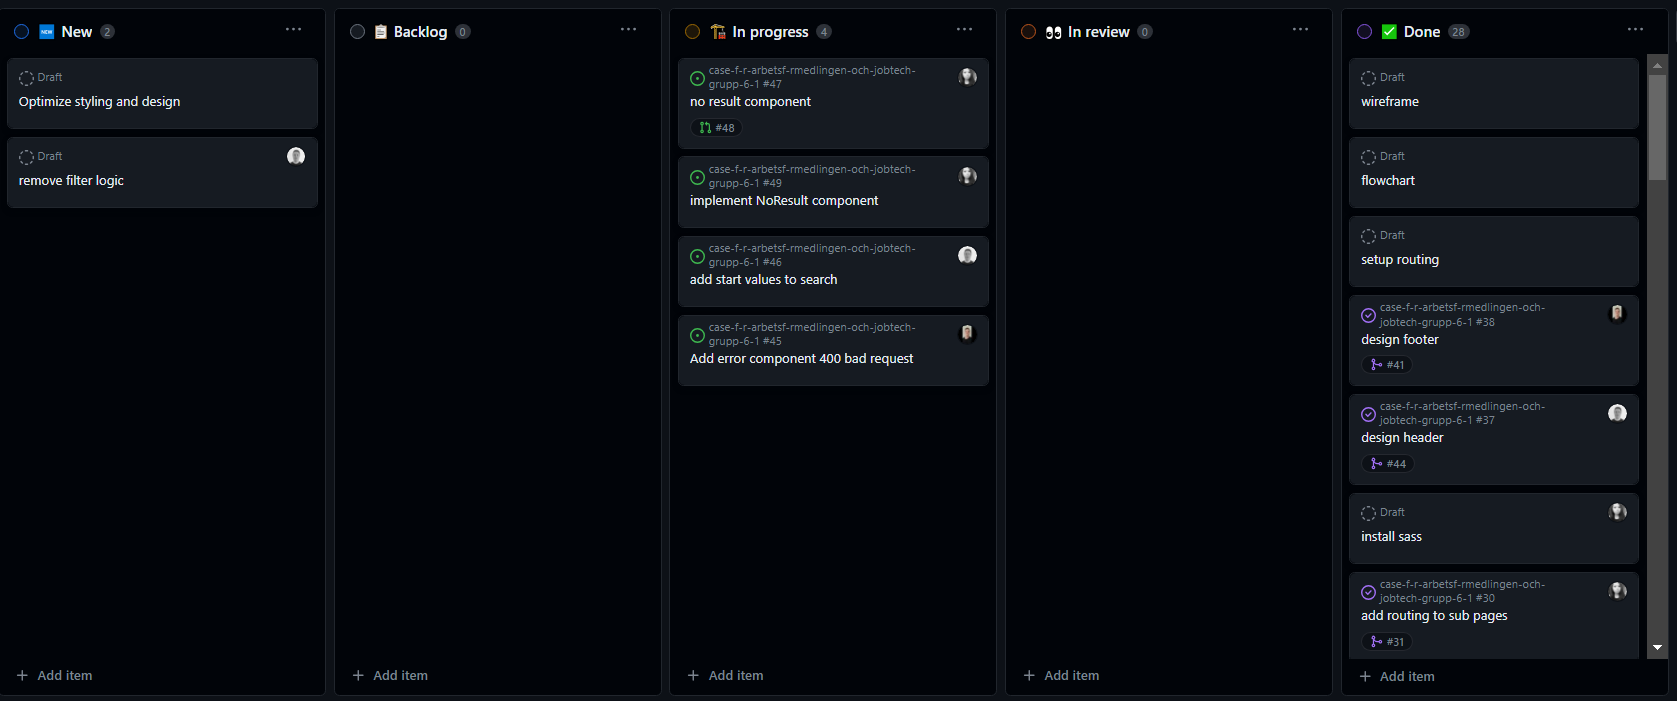 New 2
Draft
Optimize styling and design
Draft
remove filter logic
Add item
Backlog 0
Add item
In progress 4
case-f-r-arbetsf-rmedlingen-och-jobtech-
grupp-6-1 #47
no result component
#48
case-f-r-arbetsf-rmedlingen-och-jobtech-
grupp-6-1 #49
implement NoResult component
case-f-r-arbetsf-rmedlingen-och-jobtech-
grupp-6-1 #46
add start values to search
case-f-r-arbetsf-rmedlingen-och-jobtech-
grupp-6-1 #45
Add error component 400 bad request
Add item
In review 0
Add item
Done 28
Draft
wireframe
Draft
flowchart
Draft
setup routing
case-f-r-arbetsf-rmedlingen-och-
jobtech-grupp-6-1 #38
design footer
#41
case-f-r-arbetsf-rmedlingen-och-
jobtech-grupp-6-1 #37
design header
#44
Draft
install sass
case-f-r-arbetsf-rmedlingen-och-
jobtech-grupp-6-1 #30
add routing to sub pages
#31
Add item